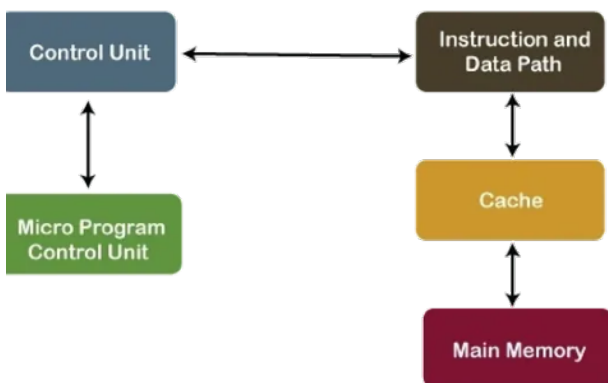 Control Unit
Instruction and
Data Path
Cache
Micro Program
Control Unit
Main Memory